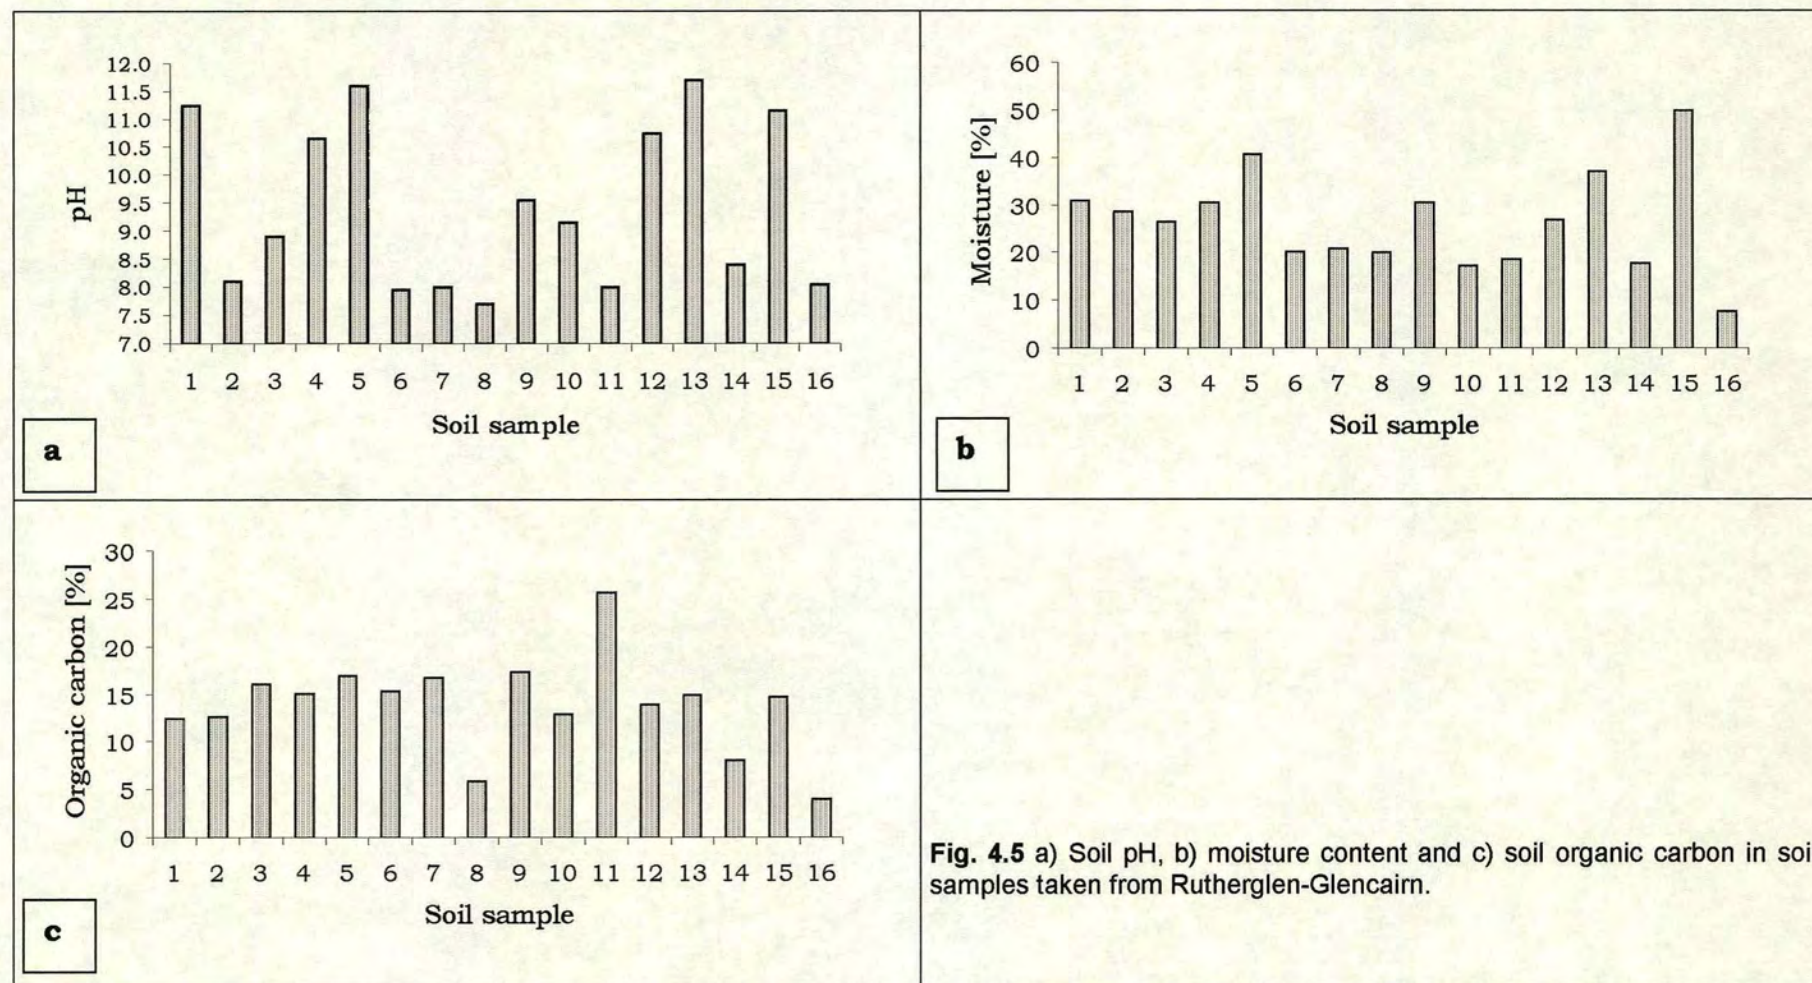 12.0
11.5
11.0
10.5
10.0
9.5
9.0
8.5
8.0
7.5
7.0
pH
1 2 3 4 5 6 7 8 9 10 11 12 13 14 15 16
Soil sample
a
60
50
40
30
20
10
0
Moisture [%]
1 2 3 4 5 6 7 8 9 10 11 12 13 14 15 16
Soil sample
b
30
25
20
15
10
5
0
Organic carbon [%]
1 2 3 4 5 6 7 8 9 10 11 12 13 14 15 16
Soil sample
c
Fig. 4.5 a) Soil pH, b) moisture content and c) soil organic carbon in soi
samples taken from Rutherglen-Glencairn.